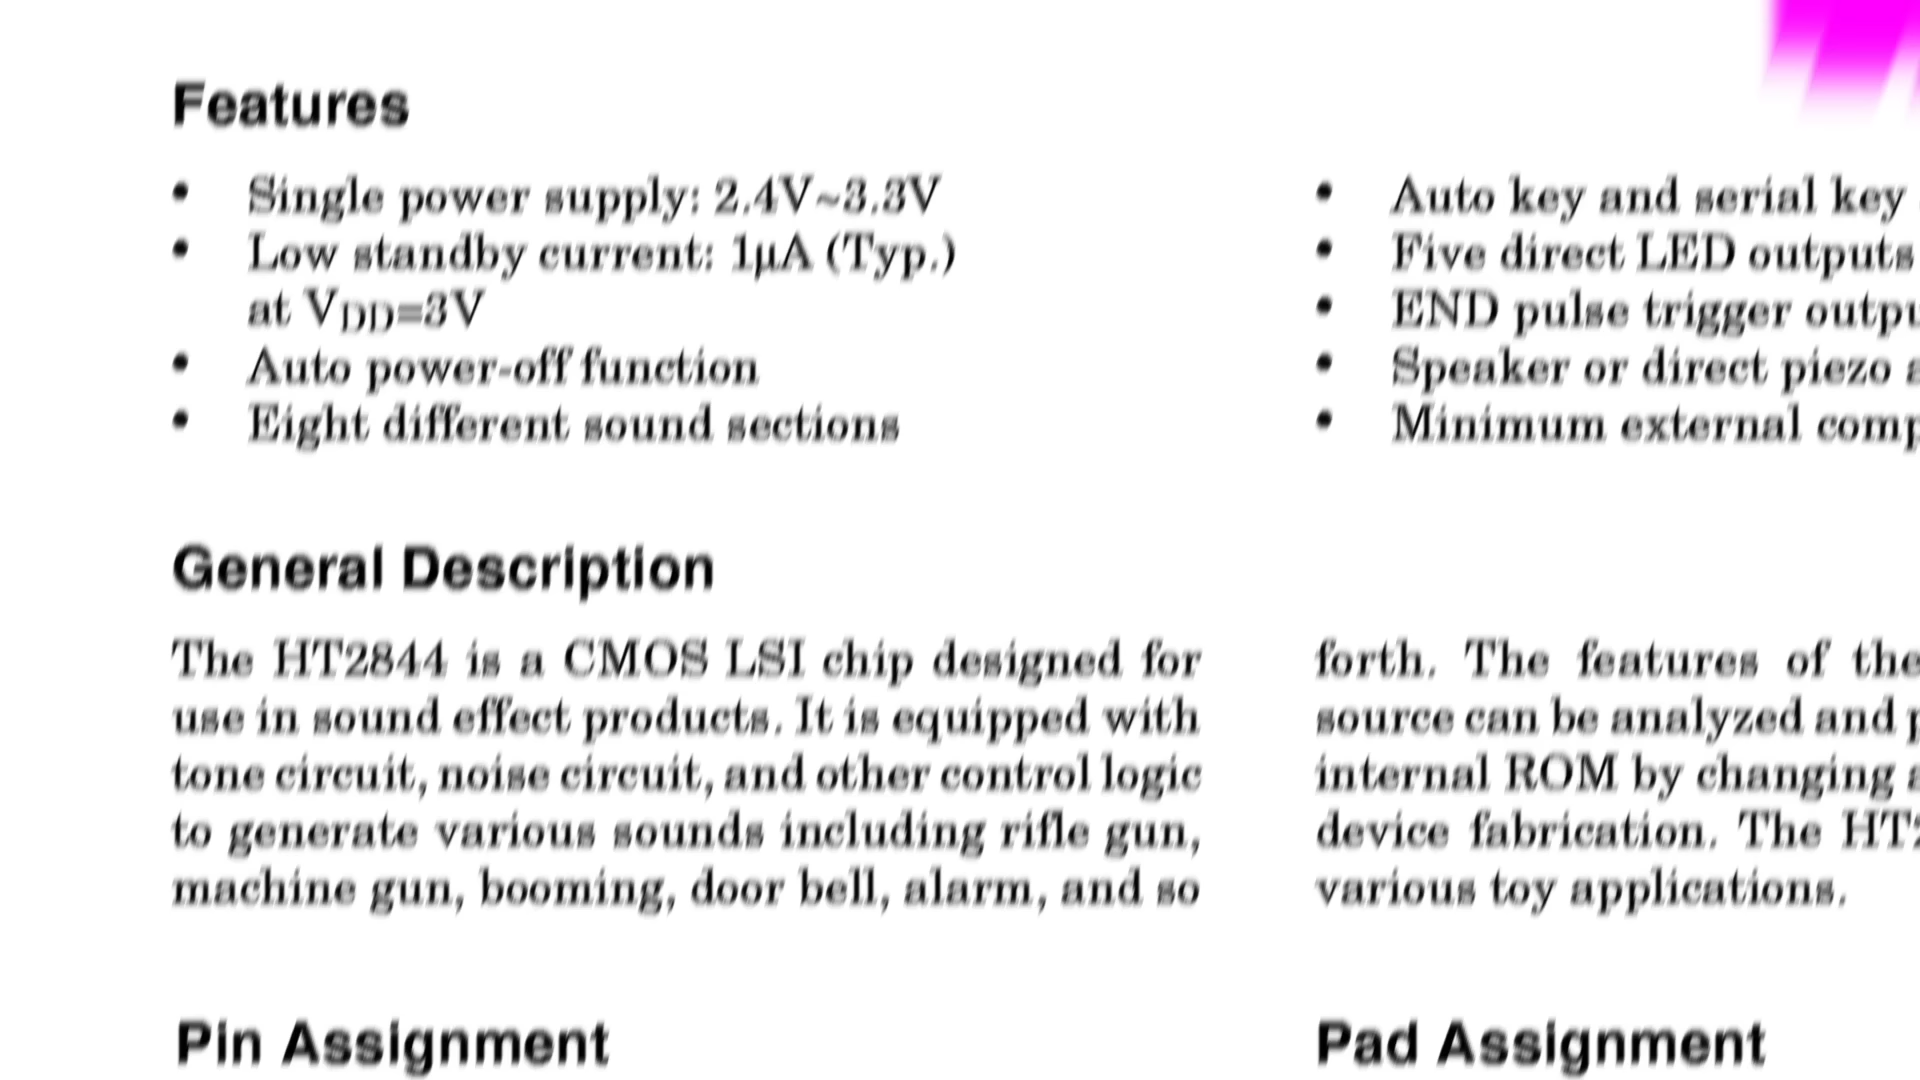 Features
• Single power supply: 2.4V~3.3V
• Low standby current: 1µA (Typ.)
at VDD=3V
• Auto power-off function
• Eight different sound sections
• Auto key and serial key
• Five direct LED outputs
• END pulse trigger
• Speaker or direct piezo
• Minimum external
General Description
The HT2844 is a CMOS LSI chip designed for
use in sound effect products. It is equipped with
tone circuit, noise circuit, and other control logic
to generate various sounds including rifle gun,
machine gun, booming, door bell, alarm, and so
forth. The features of the
source can be analyzed and
internal ROM by changing
device fabrication. The
various toy applications.
Pin Assignment
Pad Assignment